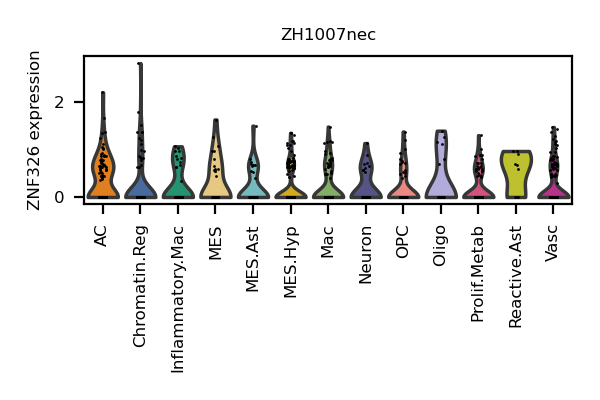 ZH1007nec
ZNF326 expression
2
0
AC
Chromatin.Reg
Inflammatory.Mac
MES
MES.Ast
MES.Hyp
Mac
Neuron
OPC
Oligo
Prolif.Metab
Reactive.Ast
Vasc